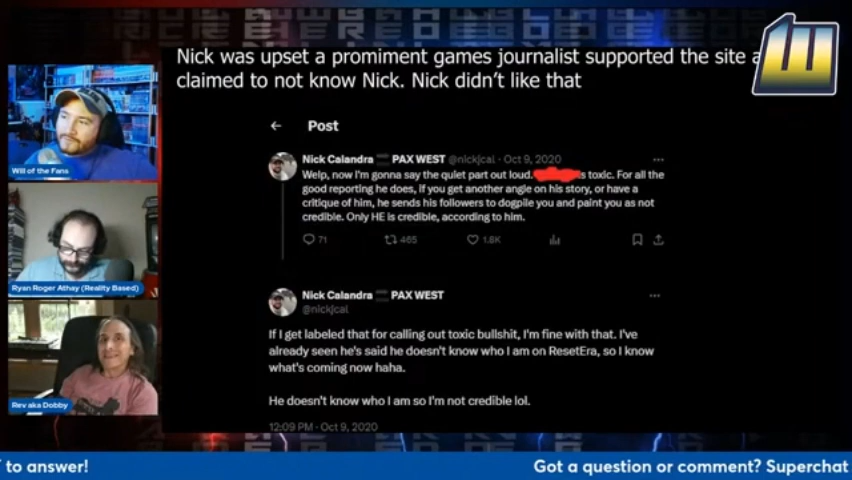 Nick was upset a promiment games journalist supported the site a
claimed to not know Nick. Nick didn't like that
Post
Nick Calandra PAX WEST @nickjcal · Oct 9, 2020
Welp, now I'm gonna say the quiet part out loud. is toxic. For all the
good reporting he does, if you get another angle on his story, or have a
critique of him, he sends his followers to dogpile you and paint you as not
credible. Only HE is credible, according to him.
71 465 1.8K
Nick Calandra PAX WEST
@nickjcal
If I get labeled that for calling out toxic bullshit, I'm fine with that. I've
already seen he's said he doesn't know who I am on ResetEra, so I know
what's coming now haha.
He doesn't know who I am so I'm not credible lol.
12:09 PM · Oct 9, 2020
Will of the Fans
Ryan Roger Athay (Reality Based)
Rev aka Dobby
to answer!
Got a question or comment? Superchat